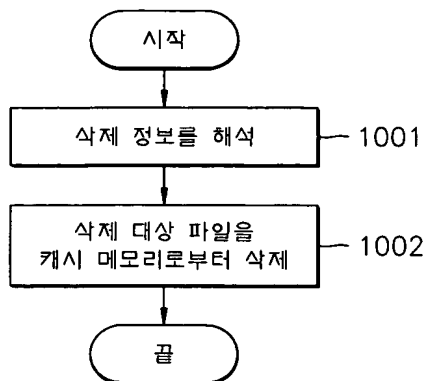 시작
삭제 정보를 해석
1001
삭제 대상 파일을
캐시 메모리로부터 삭제
1002
끝